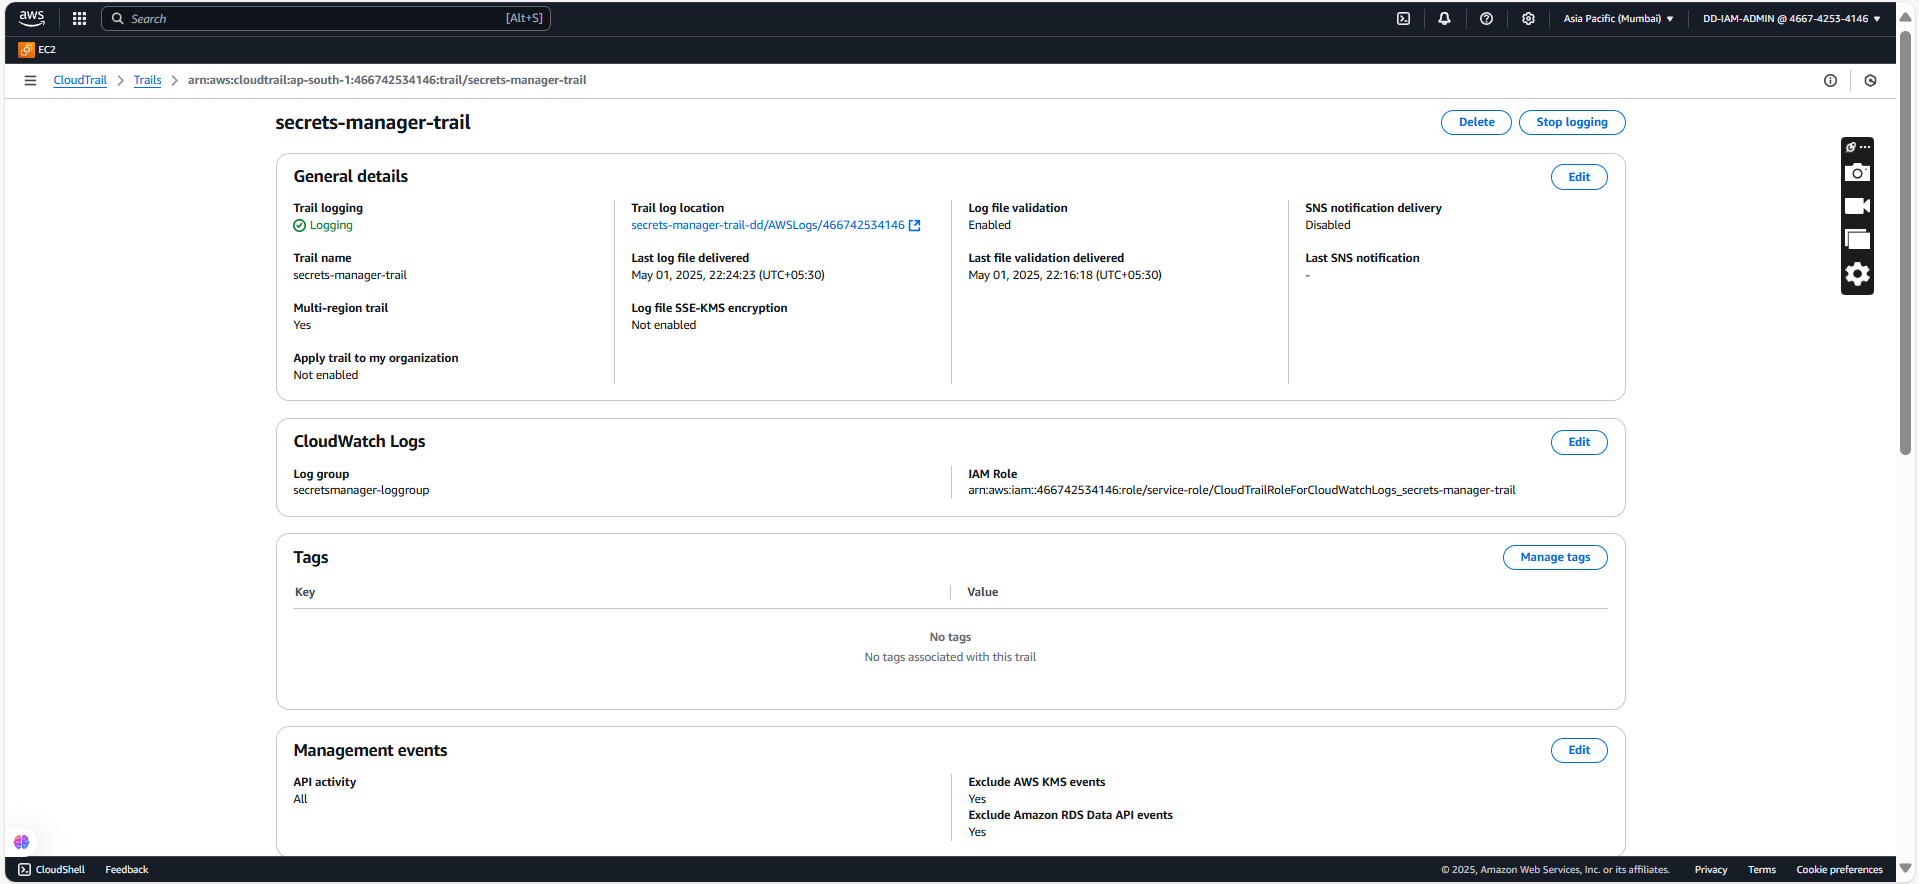 aws
Search [Alt+S]
Asia Pacific (Mumbai) ▼
DD-IAM-ADMIN @ 4667-4253-4146 ▼
EC2
CloudTrail > Trails > arn:aws:cloudtrail:ap-south-1:466742534146:trail/secrets-manager-trail
secrets-manager-trail
Delete
Stop logging
General details
Edit
Trail logging
Logging
Trail name
secrets-manager-trail
Multi-region trail
Yes
Apply trail to my organization
Not enabled
Trail log location
secrets-manager-trail-dd/AWSLogs/466742534146
Last log file delivered
May 01, 2025, 22:24:23 (UTC+05:30)
Log file SSE-KMS encryption
Not enabled
Log file validation
Enabled
Last file validation delivered
May 01, 2025, 22:16:18 (UTC+05:30)
SNS notification delivery
Disabled
Last SNS notification
-
CloudWatch Logs
Edit
Log group
secretsmanager-loggroup
IAM Role
arn:aws:iam::466742534146:role/service-role/CloudTrailRoleForCloudWatchLogs_secrets-manager-trail
Tags
Manage tags
Key
Value
No tags
No tags associated with this trail
Management events
Edit
API activity
All
Exclude AWS KMS events
Yes
Exclude Amazon RDS Data API events
Yes
CloudShell
Feedback
© 2025, Amazon Web Services, Inc. or its affiliates.
Privacy
Terms
Cookie preferences